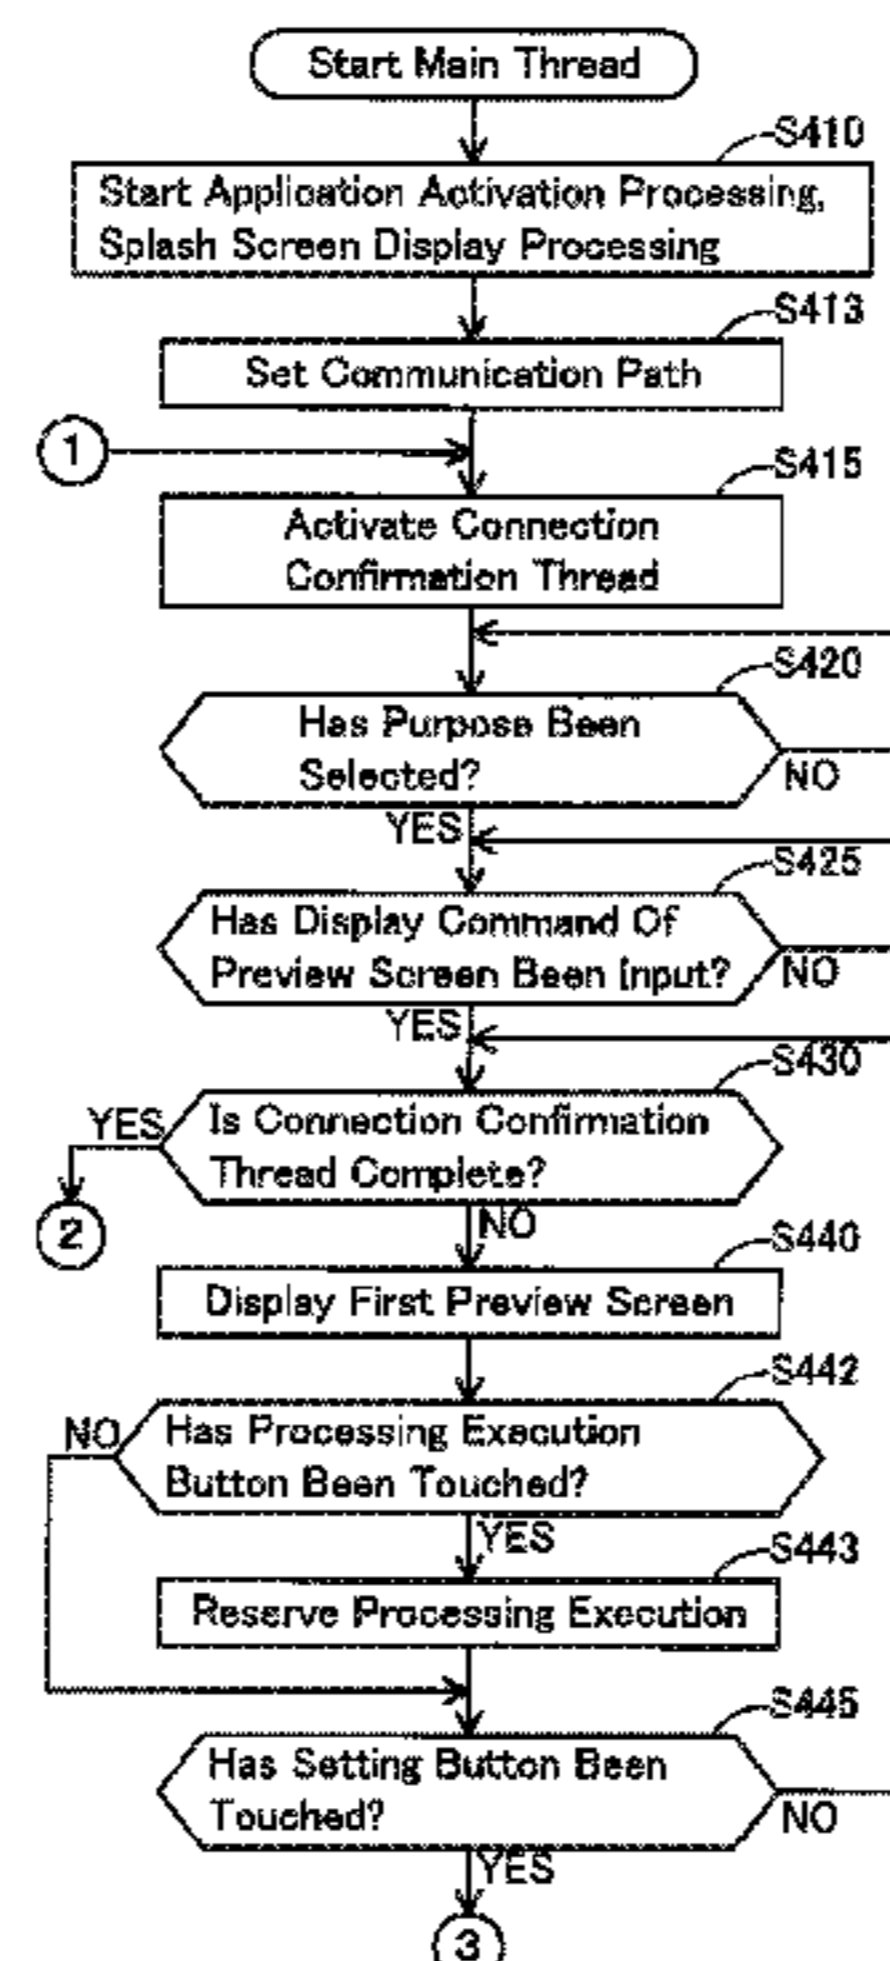 Start Main Thread
S410
Start Application Activation Processing,
Splash Screen Display Processing
S413
Set Communication Path
1
S415
Activate Connection
Confirmation Thread
S420
Has Purpose Been
Selected?
NO
YES
S425
Has Display Command Of
Preview Screen Been Input?
NO
YES
S430
YES
Is Connection Confirmation
Thread Complete?
2
NO
S440
Display First Preview Screen
S442
NO
Has Processing Execution
Button Been Touched?
YES
S443
Reserve Processing Execution
S445
Has Setting Button Been
Touched?
NO
YES
3